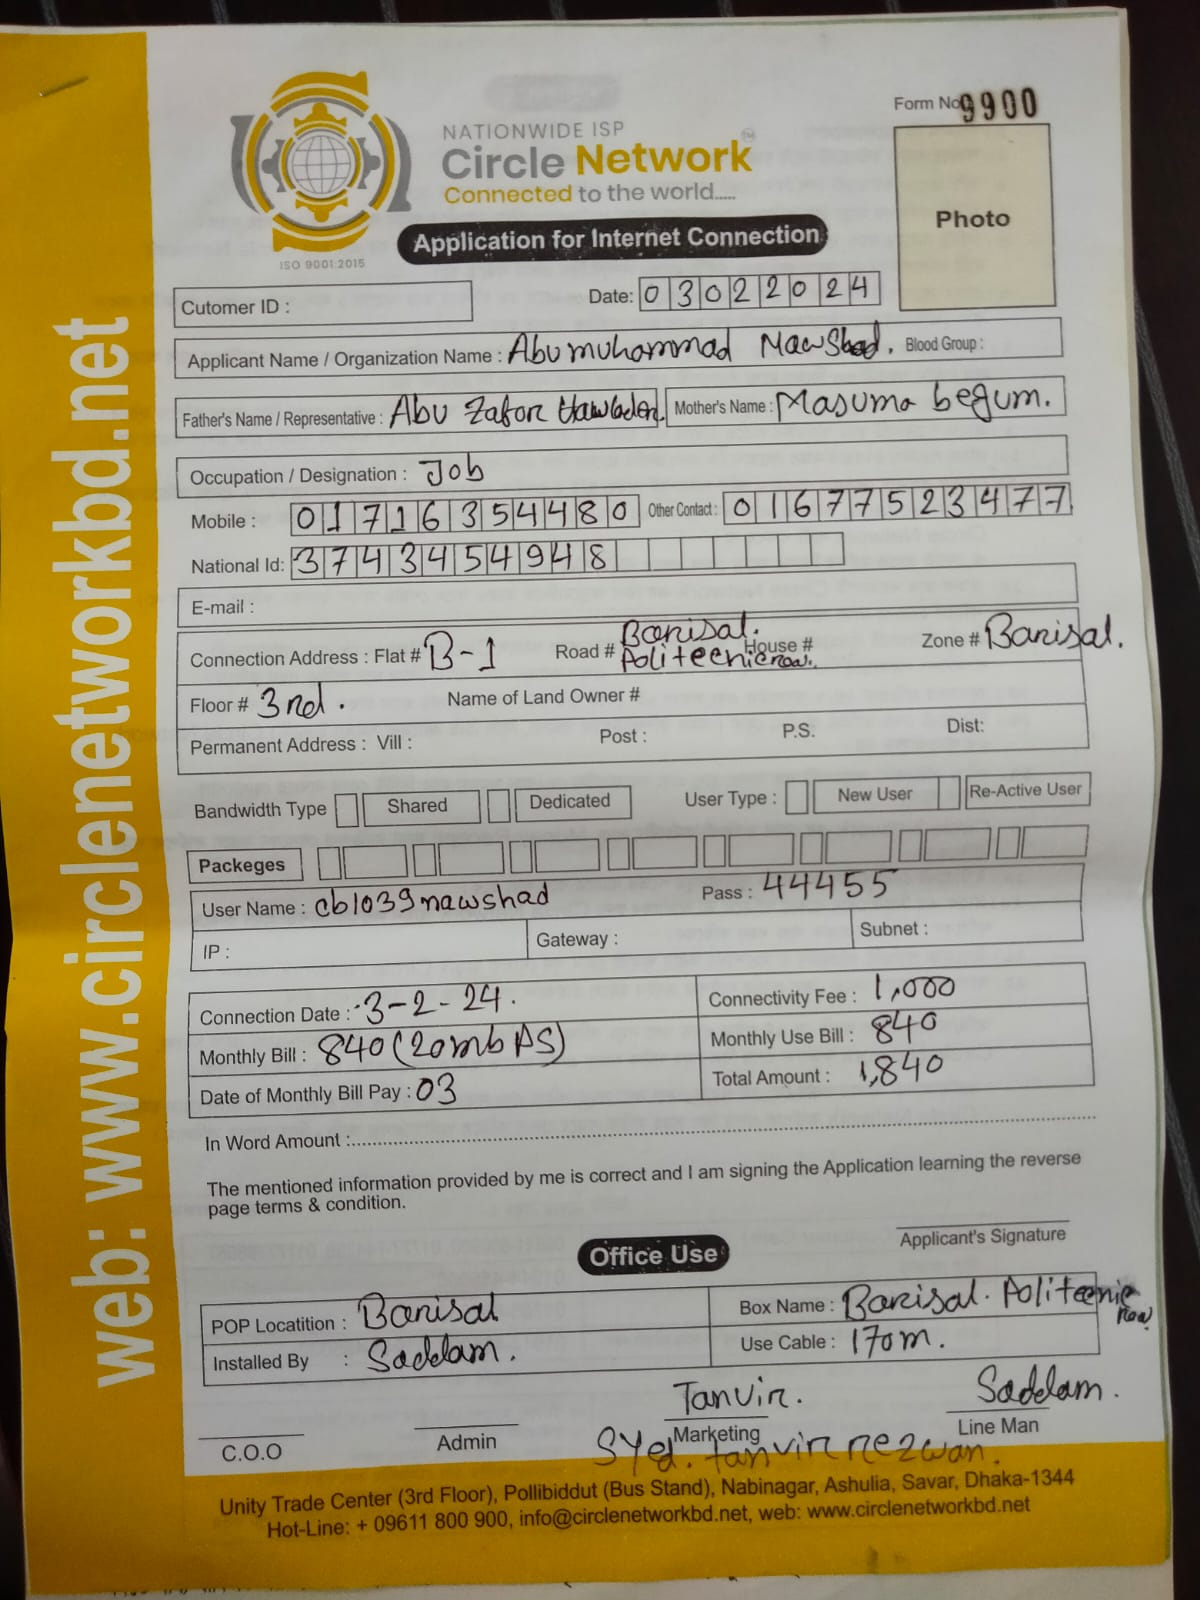 Form No 9900
NATIONWIDE ISP
Circle Network
TM
Connected to the world.....
ISO 9001:2015
Photo
Application for Internet Connection
Cutomer ID :
Date: 03022024
Applicant Name / Organization Name : Abu muhammad Mawshad. Blood Group :
Father's Name / Representative : Abu Zafor Hawlader. Mother's Name : Masuma begum.
Occupation / Designation : Job
Mobile : 01716354480 Other Contact : 01677523477
National Id: 3743454948
E-mail :
Connection Address : Flat # B-1 Road # Barisal. Politecnic House # Zone # Barisal.
Floor # 3rd. Name of Land Owner #
Permanent Address : Vill : Post : P.S. Dist:
Bandwidth Type Shared Dedicated User Type : New User Re-Active User
Packeges
User Name : cb1039nawshad Pass : 44455
IP : Gateway : Subnet :
Connection Date : 3-2-24. Connectivity Fee : 1,000
Monthly Bill : 840 (20mb AS) Monthly Use Bill : 840
Date of Monthly Bill Pay : 03 Total Amount : 1,840
In Word Amount :
The mentioned information provided by me is correct and I am signing the Application learning the reverse
page terms & condition.
Applicant's Signature
Office Use
POP Locatition : Barisal Box Name : Barisal. Politecnic
Installed By : Saddam. Use Cable : 170m.
Tanvir. Saddam.
C.O.O Admin Marketing Line Man
Syed. tanvir rezwan.
Unity Trade Center (3rd Floor), Pollibiddut (Bus Stand), Nabinagar, Ashulia, Savar, Dhaka-1344
Hot-Line: + 09611 800 900, info@circlenetworkbd.net, web: www.circlenetworkbd.net
web: www.circlenetworkbd.net